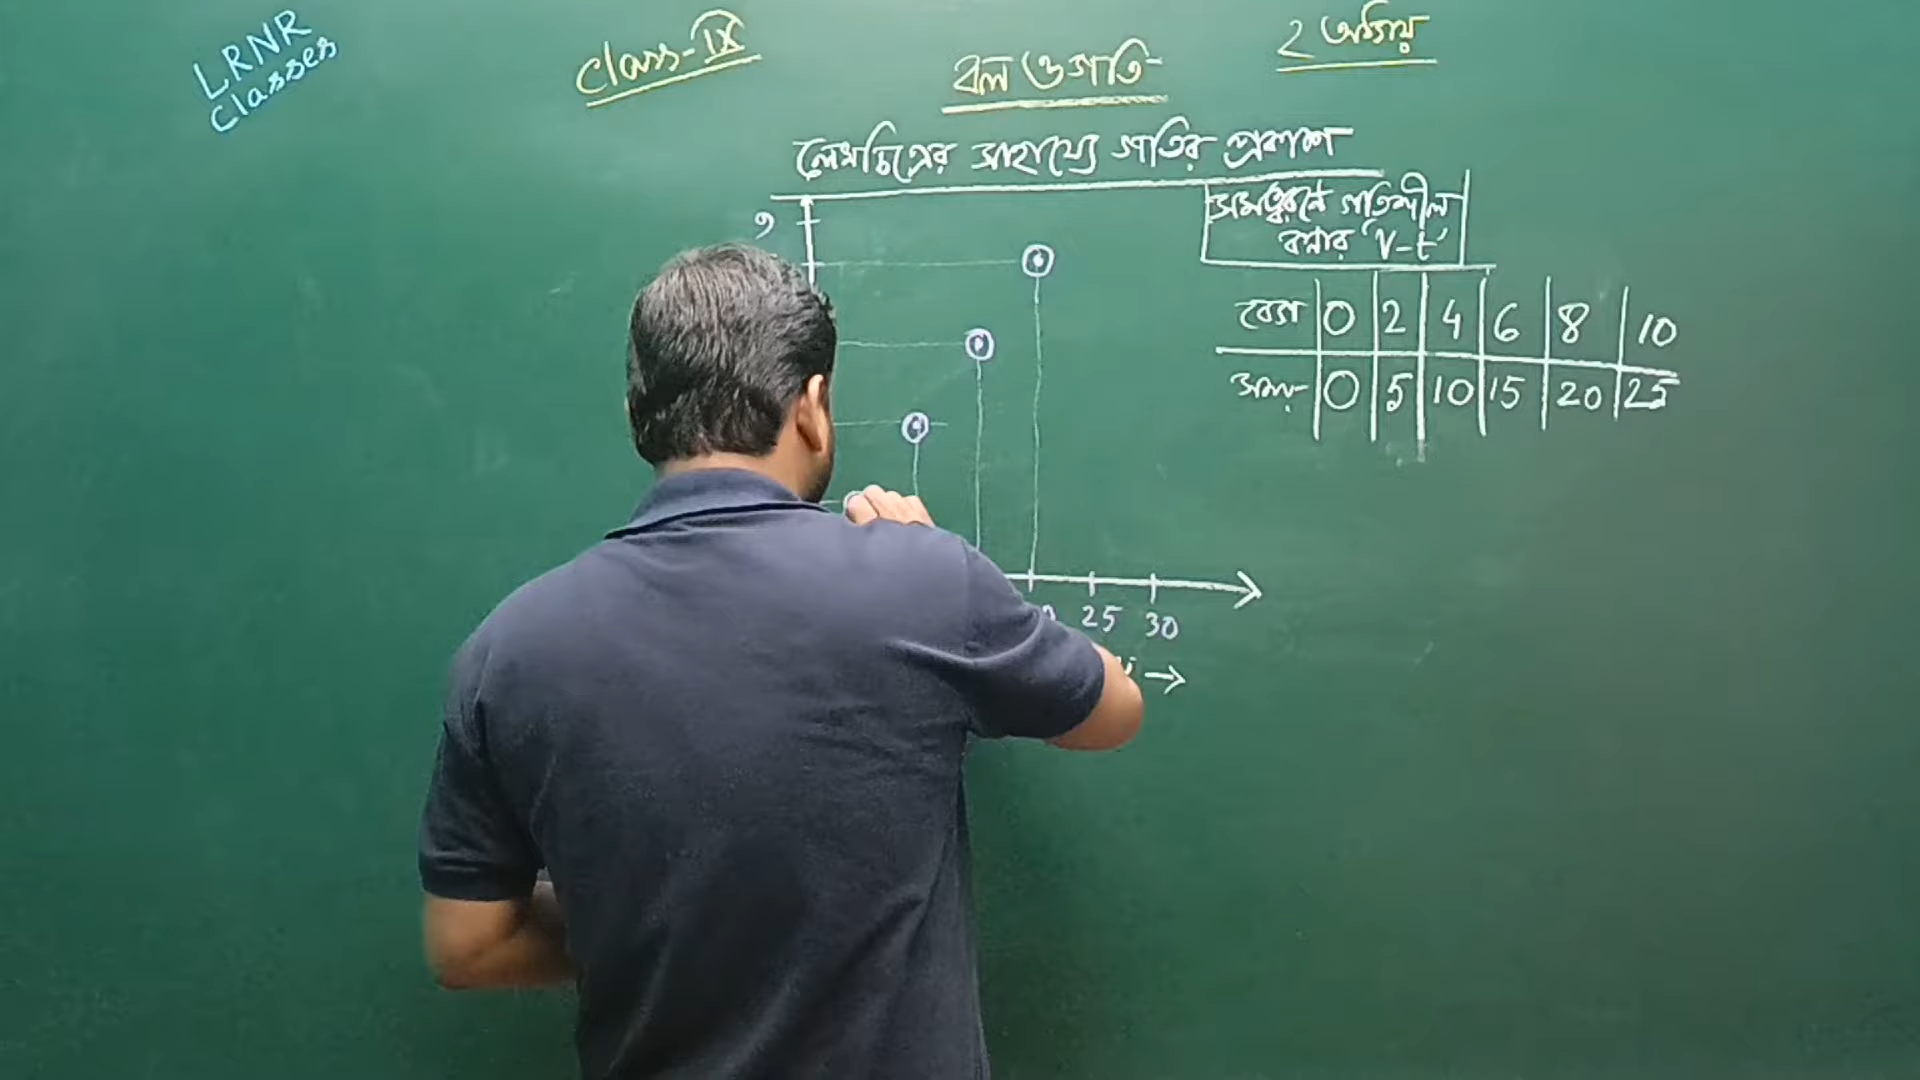 LRNR
Classes
Class-IX
বল ও গতি
2 অধ্যায়
লেখচিত্রের সাহায্যে গতির প্রকাশ
সমত্বরনে গতিশীল
বস্তুর 'v-t'
বেগ 0 2 4 6 8 10
সময় 0 5 10 15 20 25
25 30